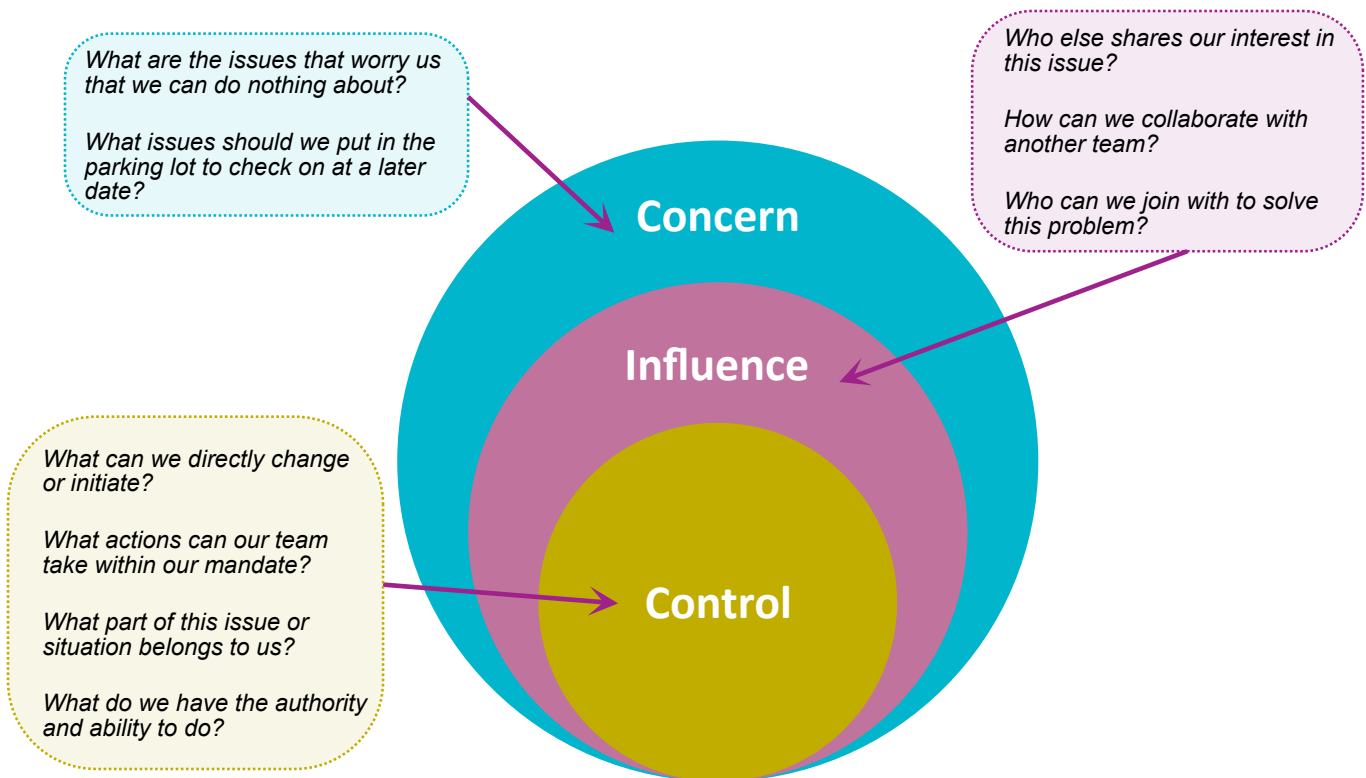 What are the issues that worry us
that we can do nothing about?
What issues should we put in the
parking lot to check on at a later
date?
Who else shares our interest in
this issue?
How can we collaborate with
another team?
Who can we join with to solve
this problem?
Concern
Influence
Control
What can we directly change
or initiate?
What actions can our team
take within our mandate?
What part of this issue or
situation belongs to us?
What do we have the authority
and ability to do?